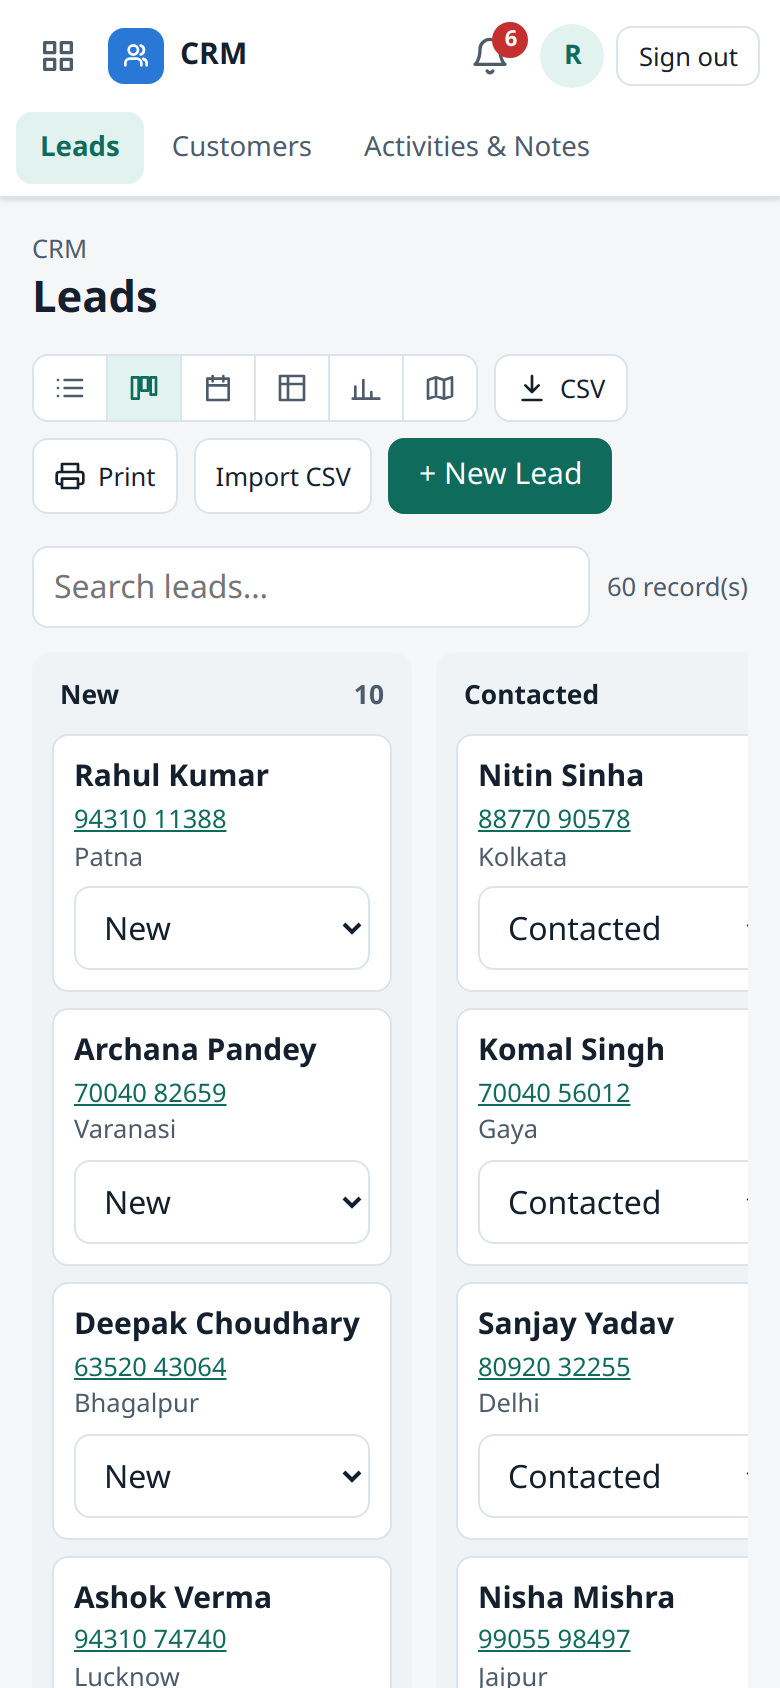 CRM
6
R
Sign out
Leads
Customers
Activities & Notes
CRM
Leads
CSV
Print
Import CSV
+ New Lead
Search leads...
60 record(s)
New
10
Rahul Kumar
94310 11388
Patna
New
Archana Pandey
70040 82659
Varanasi
New
Deepak Choudhary
63520 43064
Bhagalpur
New
Ashok Verma
94310 74740
Lucknow
Contacted
Nitin Sinha
88770 90578
Kolkata
Contacted
Komal Singh
70040 56012
Gaya
Contacted
Sanjay Yadav
80920 32255
Delhi
Contacted
Nisha Mishra
99055 98497
Jaipur